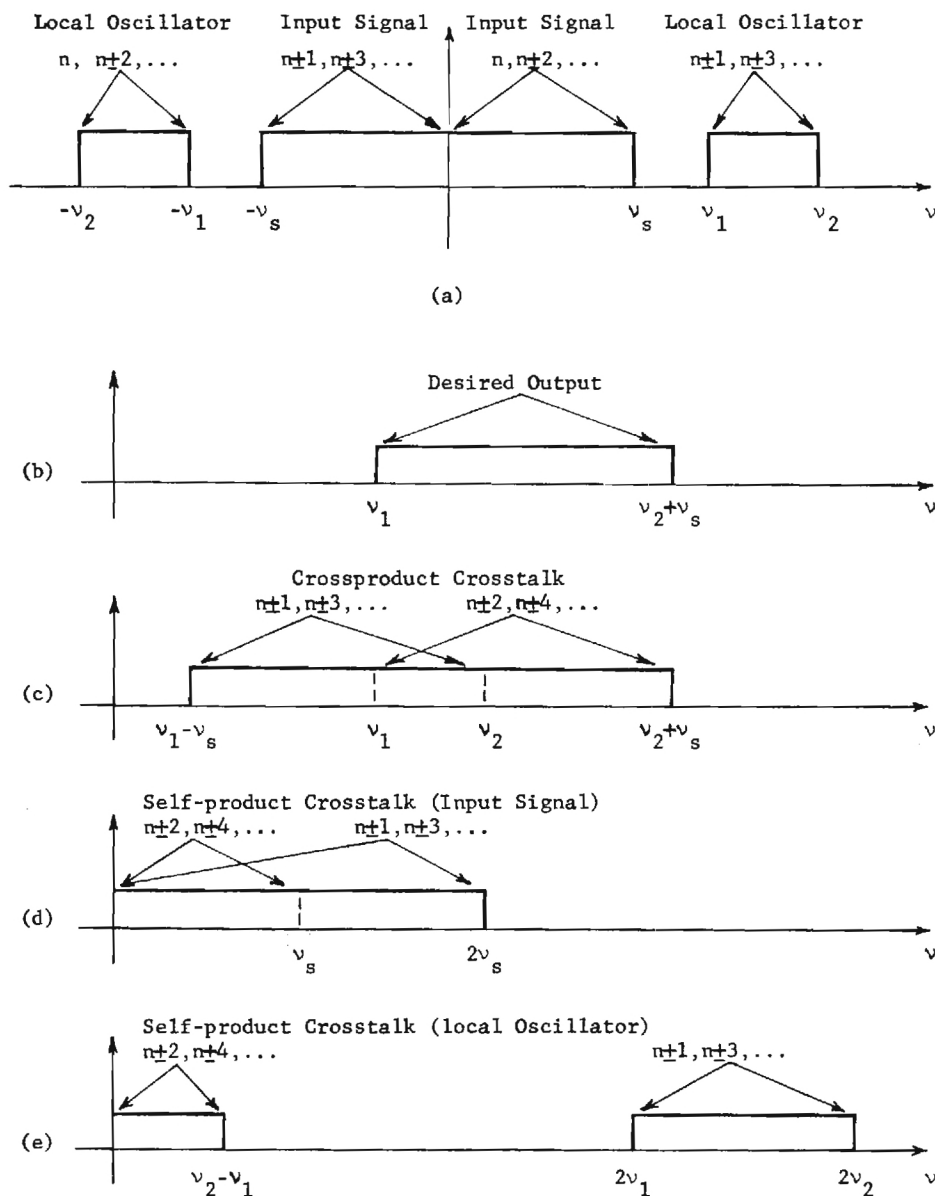 Local Oscillator Input Signal Input Signal Local Oscillator
n, n±2,... n±1,n±3,... n,n±2,... n±1,n±3,...
-ν2 -ν1 -νs νs ν1 ν2 ν
(a)
Desired Output
(b)
ν1 ν2+νs ν
Crossproduct Crosstalk
n±1,n±3,... n±2,n±4,...
(c)
ν1-νs ν1 ν2 ν2+νs ν
Self-product Crosstalk (Input Signal)
n±2,n±4,... n±1,n±3,...
(d)
νs 2νs ν
Self-product Crosstalk (local Oscillator)
n±2,n±4,... n±1,n±3,...
(e)
ν2-ν1 2ν1 2ν2 ν